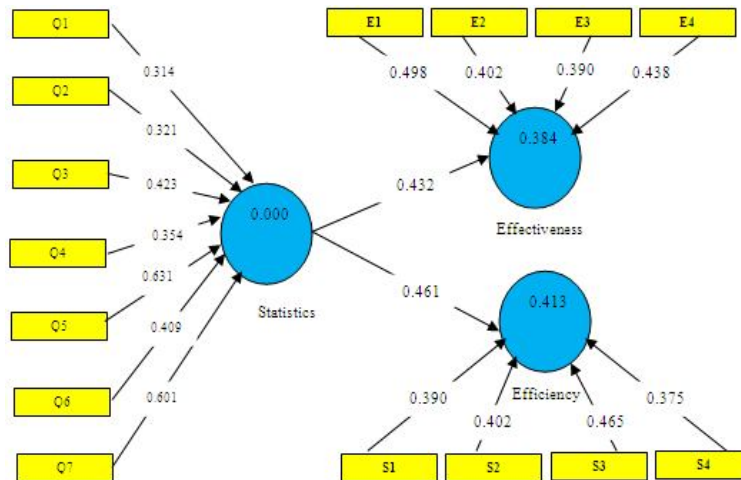 Q1
E1 E2 E3 E4
0.314
0.498 0.402 0.390 0.438
Q2
0.321
0.384
Q3
0.423
0.432
0.000
Effectiveness
Q4
0.354
0.631
0.461
0.413
Q5
Statistics
0.409
Q6
0.390
Efficiency
0.375
0.601
0.402
0.465
Q7
S1 S2 S3 S4